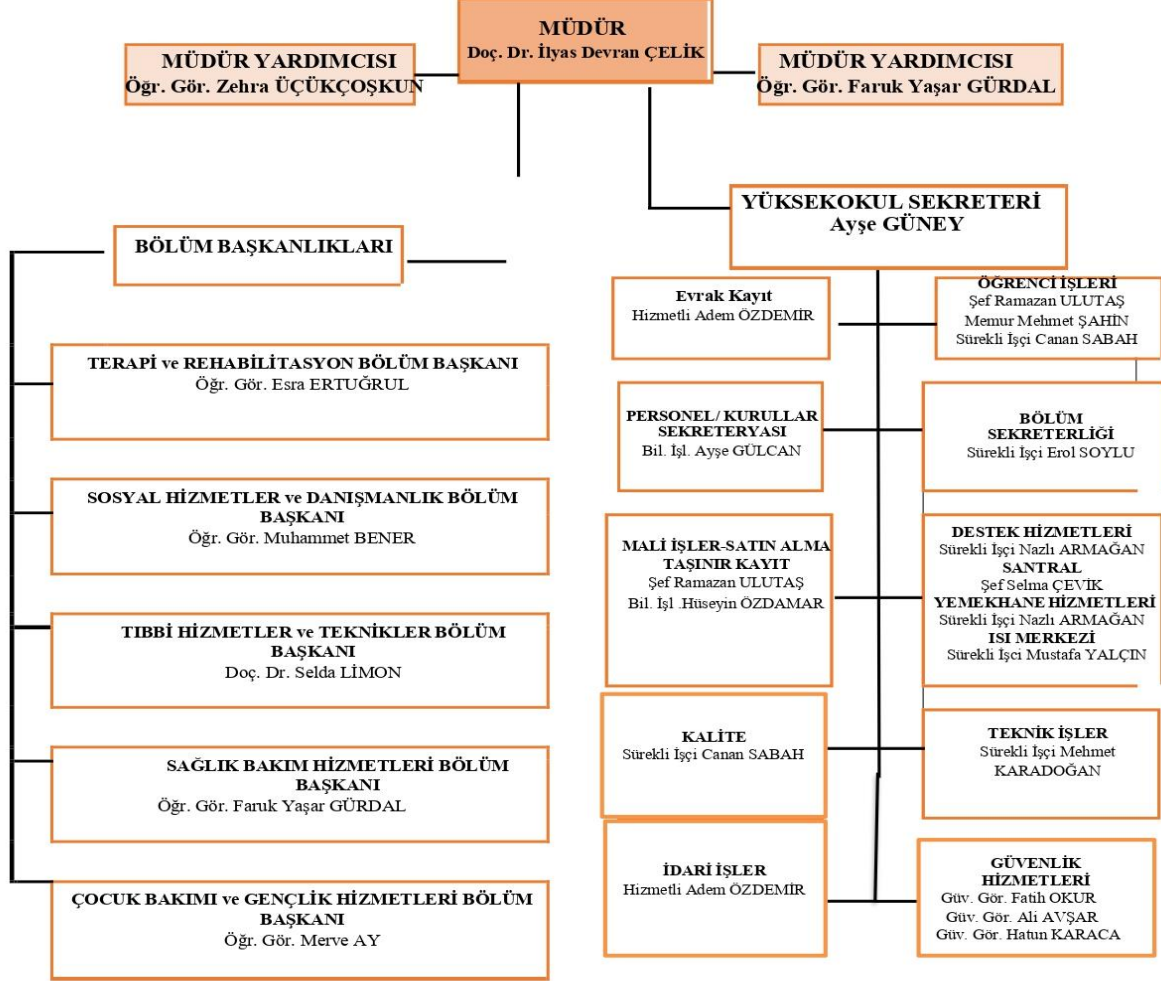 MÜDÜR
Doç. Dr. İlyas Devran ÇELİK
MÜDÜR YARDIMCISI
Öğr. Gör. Zehra ÜÇÜKÇOŞKUN
MÜDÜR YARDIMCISI
Öğr. Gör. Faruk Yaşar GÜRDAL
YÜKSEKOKUL SEKRETERİ
Ayşe GÜNEY
BÖLÜM BAŞKANLIKLARI
TERAPİ ve REHABİLİTASYON BÖLÜM BAŞKANI
Öğr. Gör. Esra ERTUĞRUL
SOSYAL HİZMETLER ve DANIŞMANLIK BÖLÜM
BAŞKANI
Öğr. Gör. Muhammet BENER
TIBBİ HİZMETLER ve TEKNİKLER BÖLÜM
BAŞKANI
Doç. Dr. Selda LİMON
SAĞLIK BAKIM HİZMETLERİ BÖLÜM
BAŞKANI
Öğr. Gör. Faruk Yaşar GÜRDAL
ÇOCUK BAKIMI ve GENÇLİK HİZMETLERİ BÖLÜM
BAŞKANI
Öğr. Gör. Merve AY
Evrak Kayıt
Hizmetli Adem ÖZDEMİR
ÖĞRENCİ İŞLERİ
Şef Ramazan ULUTAŞ
Memur Mehmet ŞAHİN
Sürekli İşçi Canan SABAH
PERSONEL/ KURULLAR
SEKRETERYASI
Bil. İşl. Ayşe GÜLCAN
BÖLÜM
SEKRETERLİĞİ
Sürekli İşçi Erol SOYLU
MALİ İŞLER-SATIN ALMA
TAŞINIR KAYIT
Şef Ramazan ULUTAŞ
Bil. İşl .Hüseyin ÖZDAMAR
DESTEK HİZMETLERİ
Sürekli İşçi Nazlı ARMAĞAN
SANTRAL
Şef Selma ÇEVİK
YEMEKHANE HİZMETLERİ
Sürekli İşçi Nazlı ARMAĞAN
ISI MERKEZİ
Sürekli İşci Mustafa YALÇIN
KALİTE
Sürekli İşçi Canan SABAH
TEKNİK İŞLER
Sürekli İşçi Mehmet
KARADOĞAN
İDARİ İŞLER
Hizmetli Adem ÖZDEMİR
GÜVENLİK
HİZMETLERİ
Güv. Gör. Fatih OKUR
Güv. Gör. Ali AVŞAR
Güv. Gör. Hatun KARACA